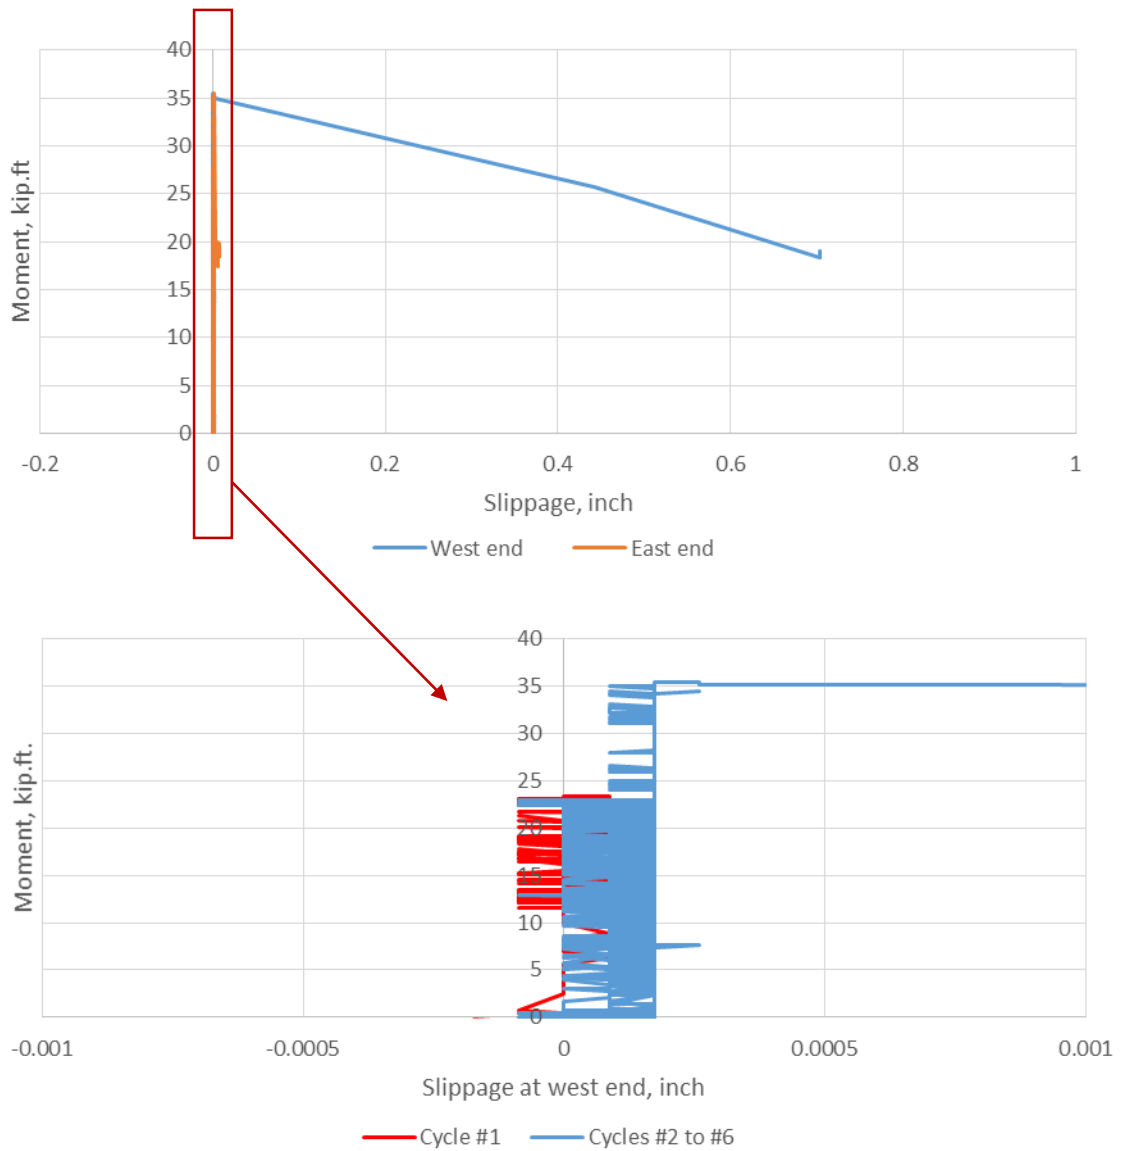 40
35
30
25
20
15
10
5
0
Moment, kip.ft
-0.2 0 0.2 0.4 0.6 0.8 1
Slippage, inch
West end East end
40
35
30
25
20
15
10
5
0
Moment, kip.ft.
-0.001 -0.0005 0 0.0005 0.001
Slippage at west end, inch
Cycle #1 Cycles #2 to #6